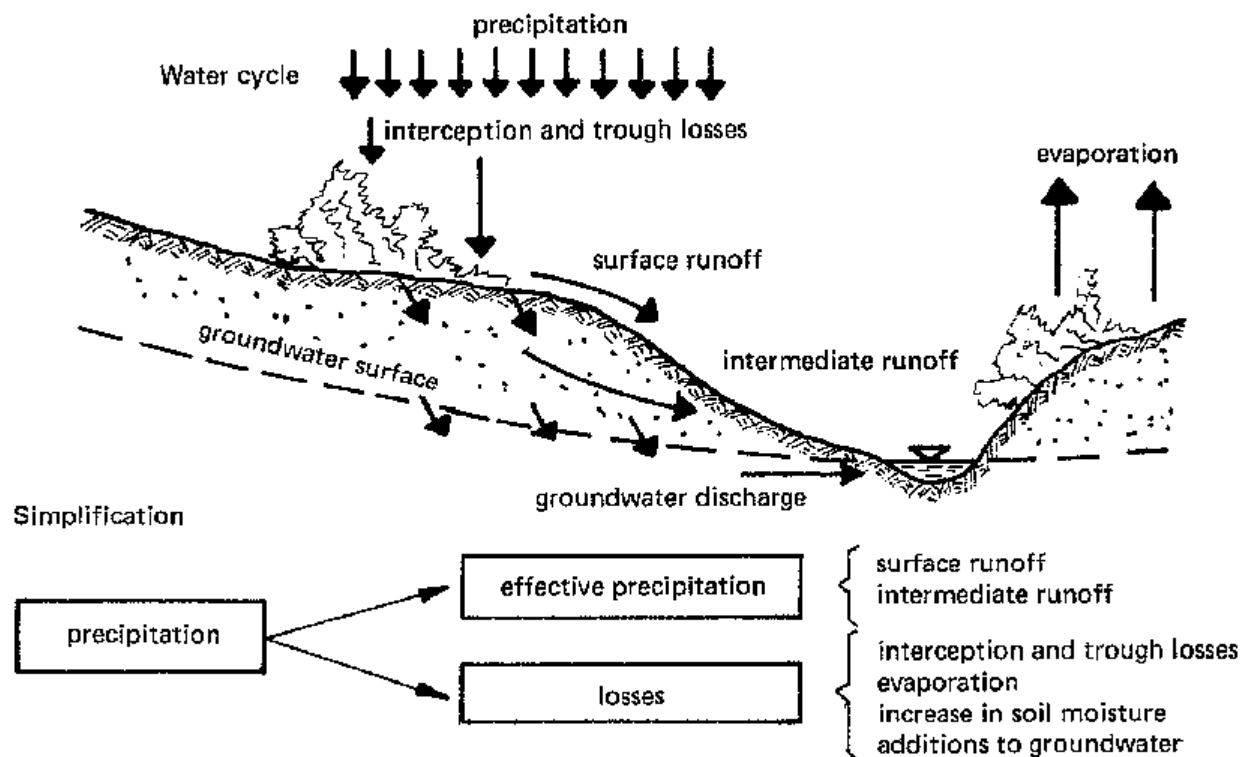 precipitation
Water cycle
interception and trough losses
evaporation
surface runoff
groundwater surface
intermediate runoff
groundwater discharge
Simplification
precipitation
effective precipitation
surface runoff
intermediate runoff
losses
interception and trough losses
evaporation
increase in soil moisture
additions to groundwater